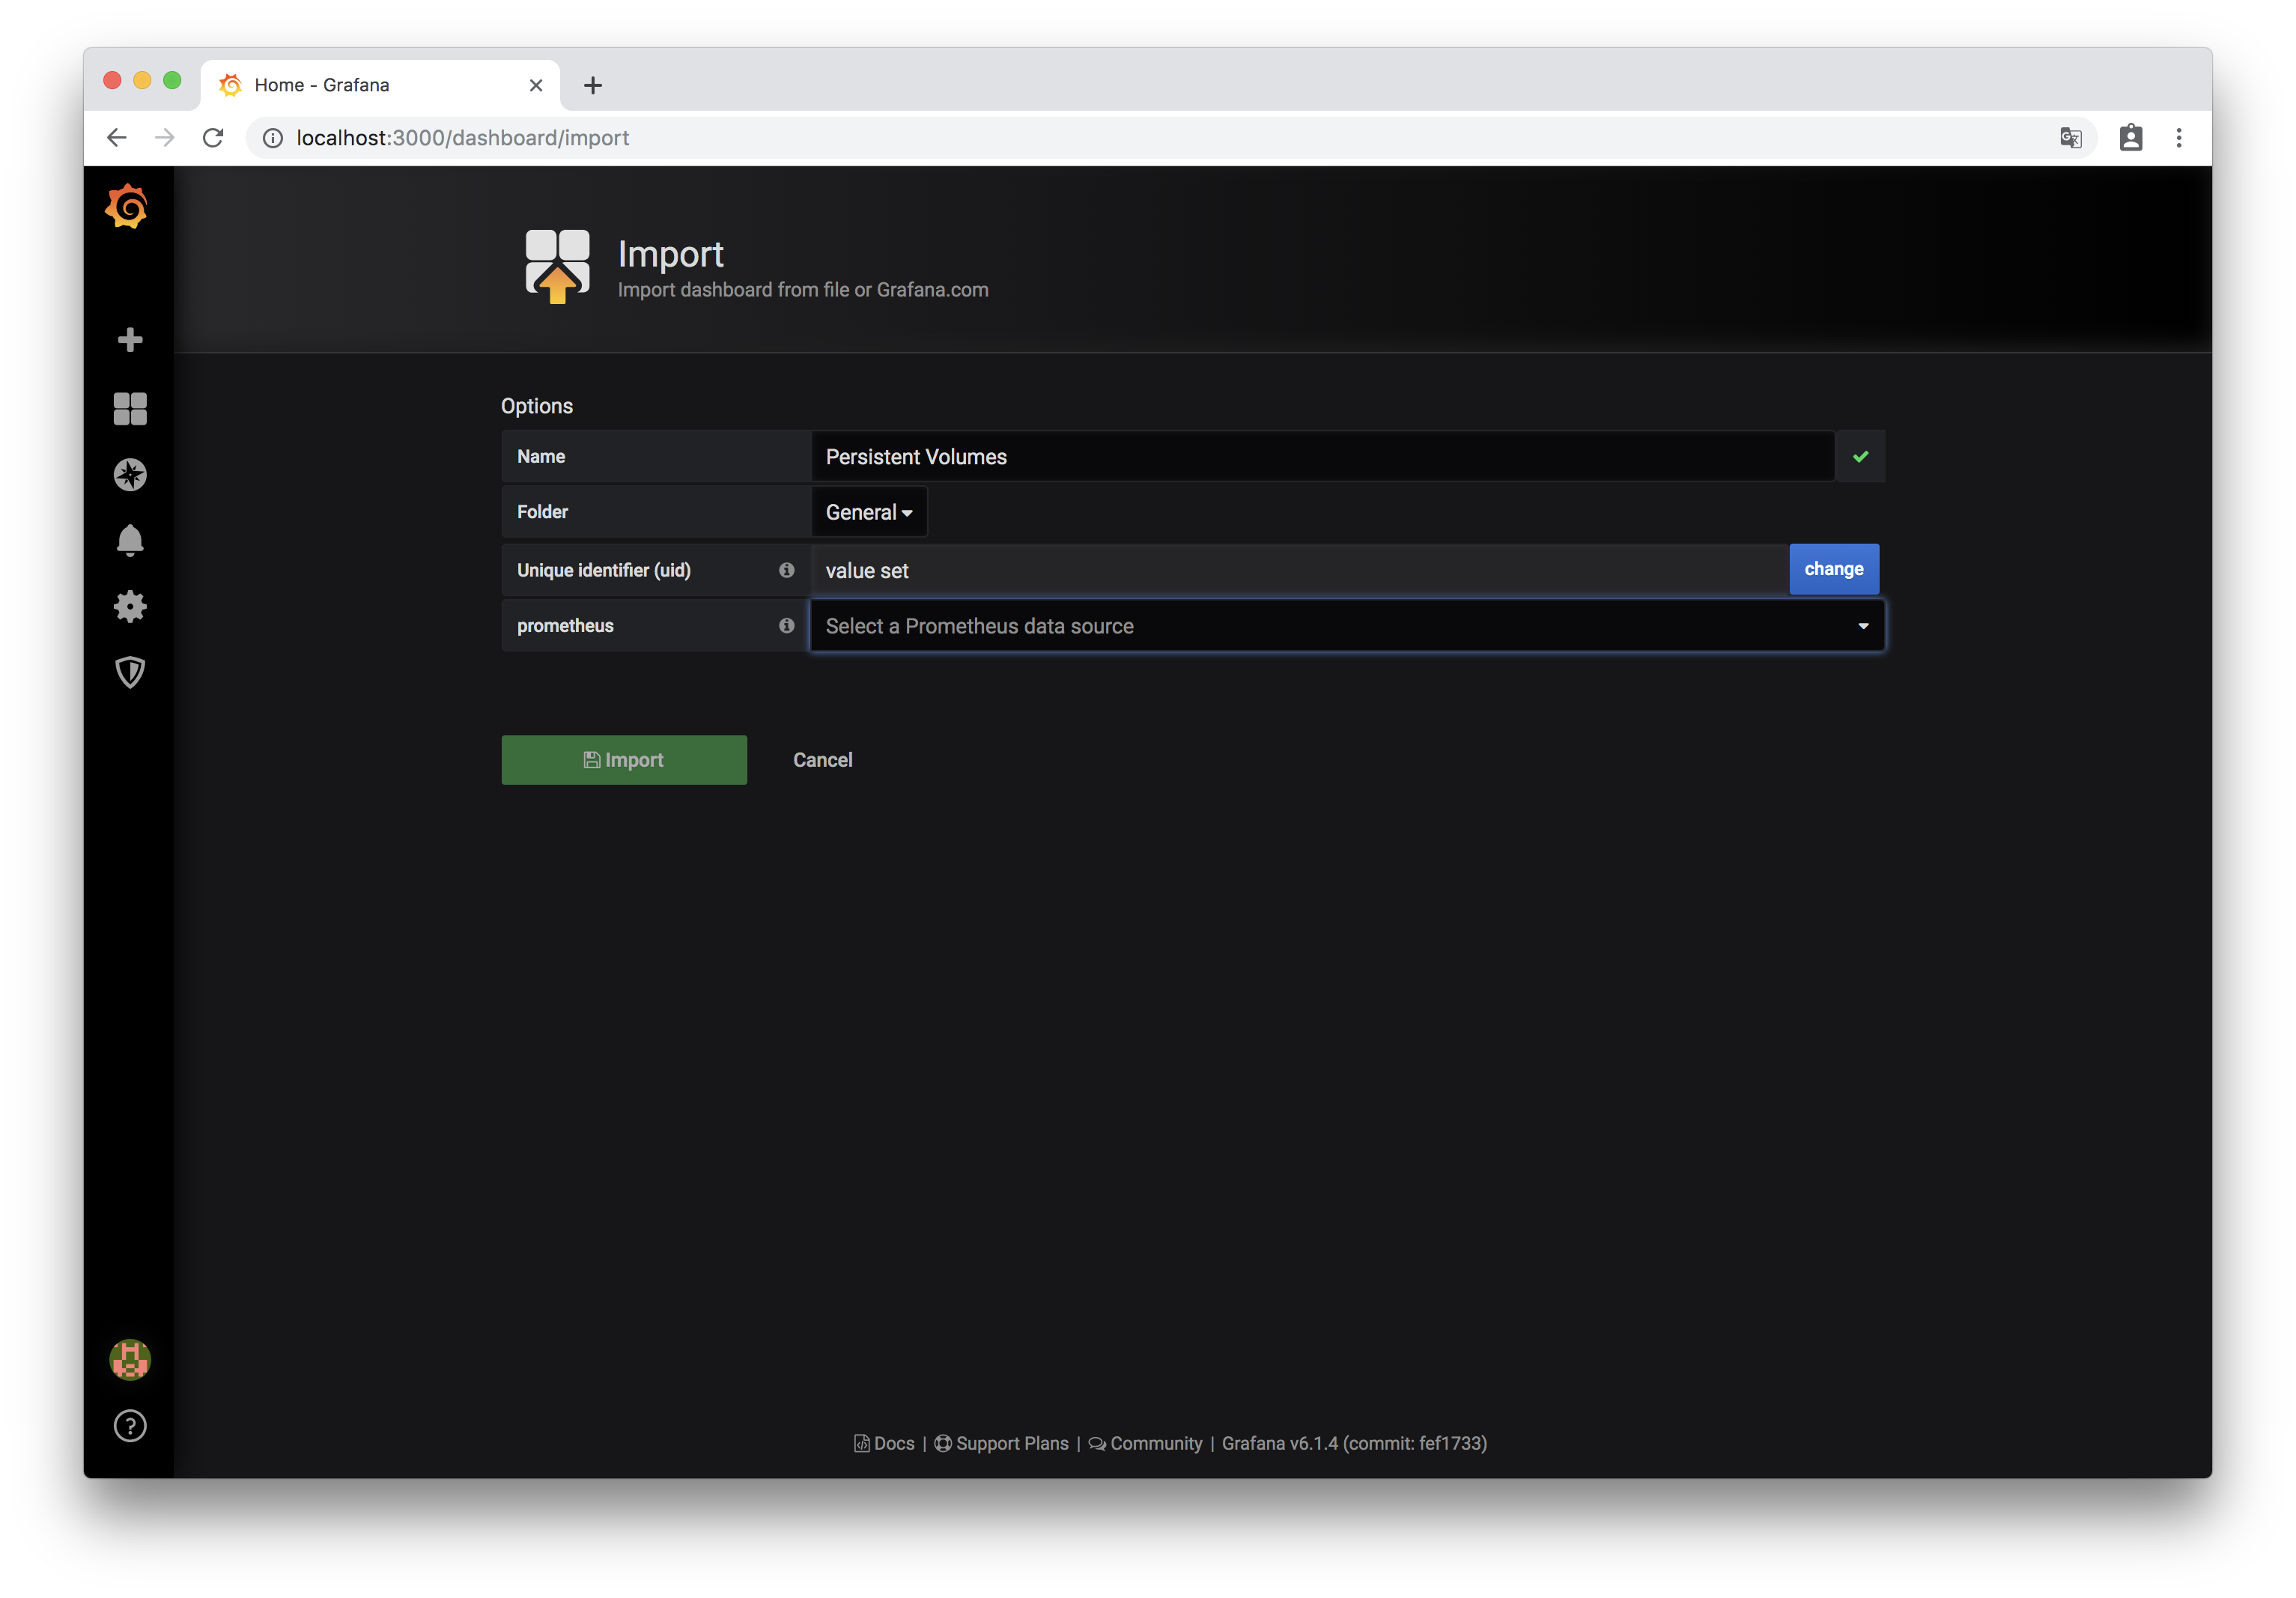 Home - Grafana
localhost:3000/dashboard/import
Import
Import dashboard from file or Grafana.com
Options
Name Persistent Volumes
Folder General
Unique identifier (uid) value set change
prometheus Select a Prometheus data source
Import Cancel
Docs | Support Plans | Community | Grafana v6.1.4 (commit: fef1733)